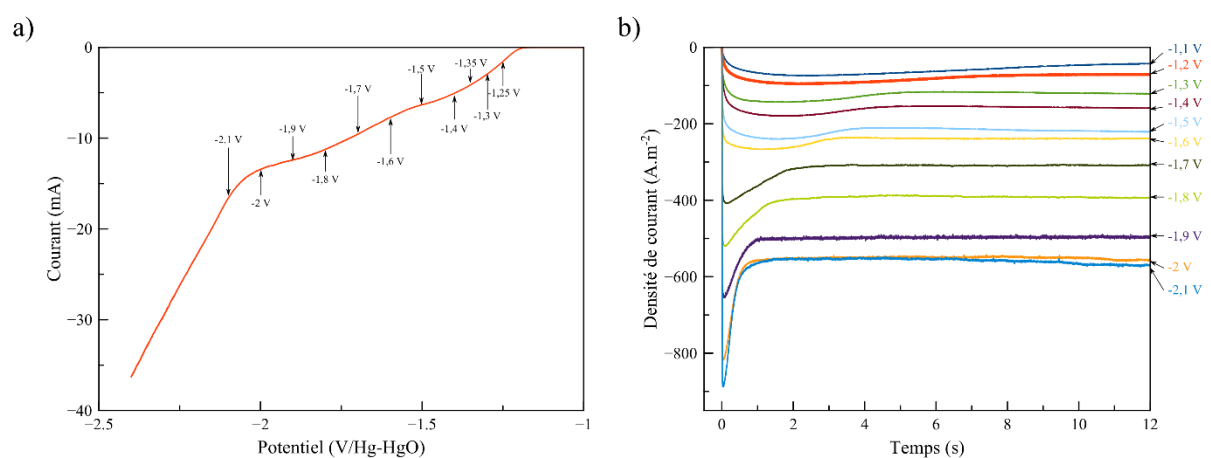 a)
b)
0
−10
−20
−30
−40
Courant (mA)
-2,1 V
-1,9 V
-1,7 V
-1,5 V
-1,35 V
-1,25 V
-1,3 V
-1,4 V
-1,6 V
-1,8 V
-2 V
−2.5
−2
−1.5
−1
Potentiel (V/Hg-HgO)
0
−200
−400
−600
−800
Densité de courant (A.m⁻²)
-1,1 V
-1,2 V
-1,3 V
-1,4 V
-1,5 V
-1,6 V
-1,7 V
-1,8 V
-1,9 V
-2 V
-2,1 V
0
2
4
6
8
10
12
Temps (s)